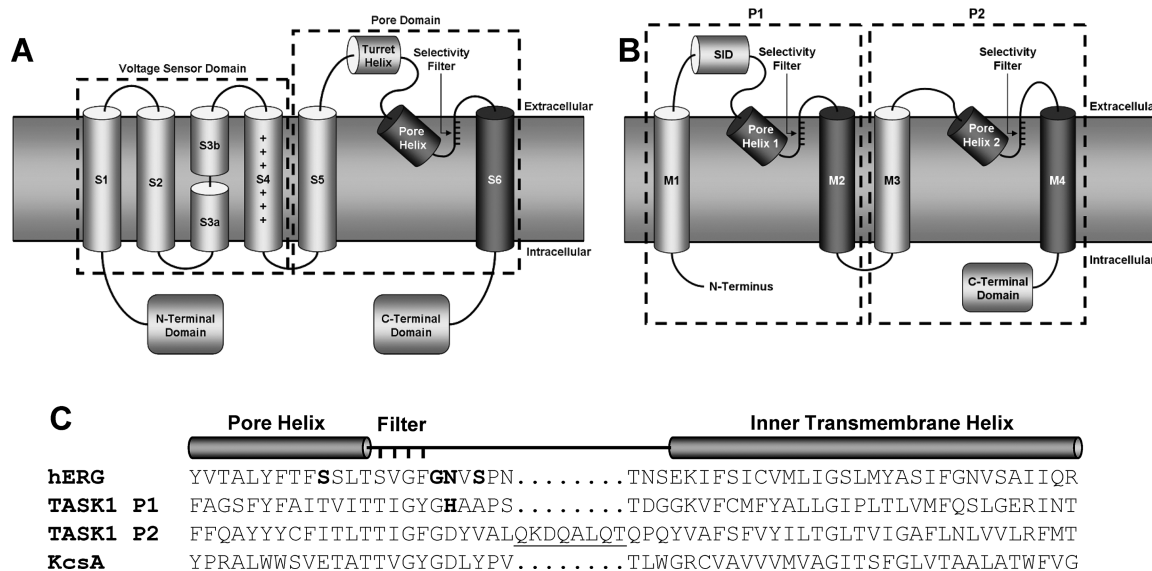 A
Pore Domain
Turret Helix
Selectivity Filter
Voltage Sensor Domain
Extracellular
Pore Helix
S1
S2
S3b
S3a
S4
+ + + + + + +
S5
S6
Intracellular
N-Terminal Domain
C-Terminal Domain
B
P1
P2
SID
Selectivity Filter
Selectivity Filter
Extracellular
Pore Helix 1
Pore Helix 2
M1
M2
M3
M4
Intracellular
N-Terminus
C-Terminal Domain
C
Pore Helix Filter Inner Transmembrane Helix
hERG YVTALYFTFSSLTSVGFGNVSPN........TNSEKIFSICVMLIGSLMYASIFGNVSAIIQR
TASK1 P1 FAGSFYFAITVITTIGYGHAAPS........TDGGKVFCMFYALLGIPLTLVMFQSLGERINT
TASK1 P2 FFQAYYYCFITLTTIGFGDYVALQKDQALQTQPQYVAFSFVYILTGLTVIGAFLNLVVLRFMT
KcsA YPRALWWSVETATTVGYGDLYPV........TLWGRCVAVVVMVAGITSFGLVTAALATWFVG